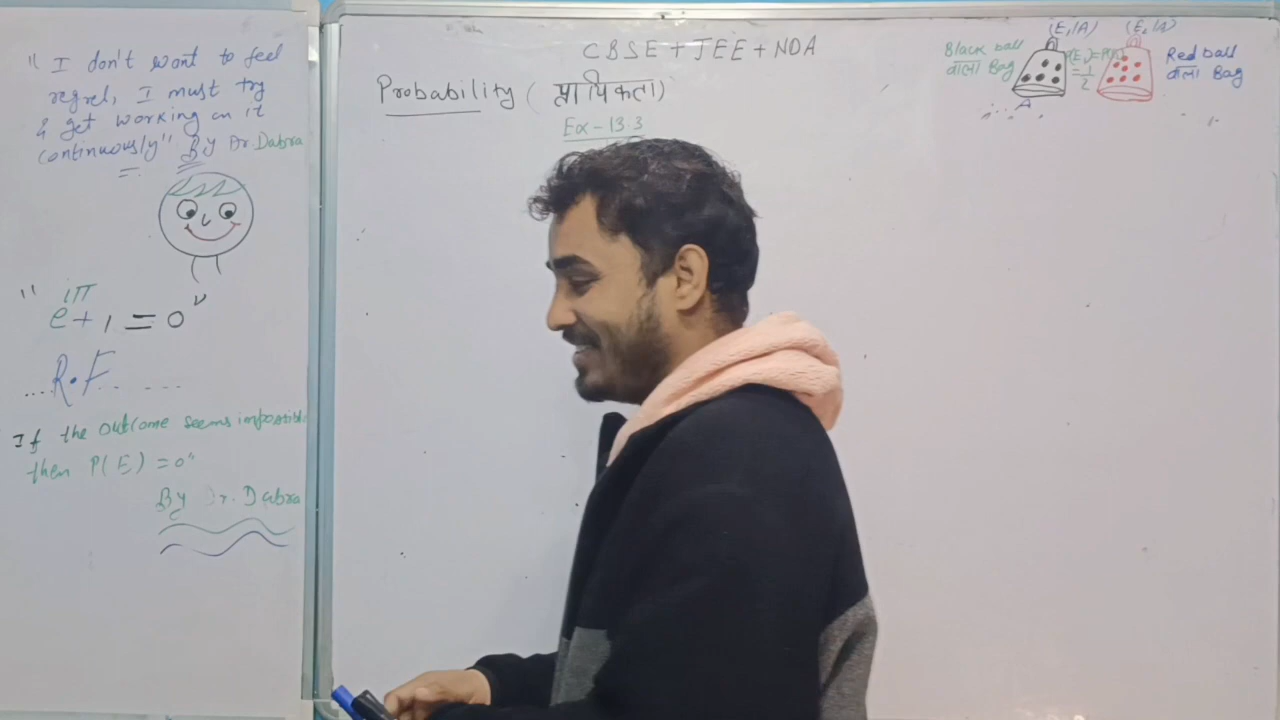 " I don't want to feel
regret, I must try
& get working on it
continuously" By Dr. Dabra
" e^iπ + 1 = 0 "
....R.F.. ...
If the outcome seems impossible
then P(E) = 0"
By Dr. Dabra
CBSE + JEE + NDA
Probability ( प्रायिकता)
Ex - 13.3
Black ball
वाला Bag
(E₁|A)
= 1/2
A
Red ball
वाला Bag